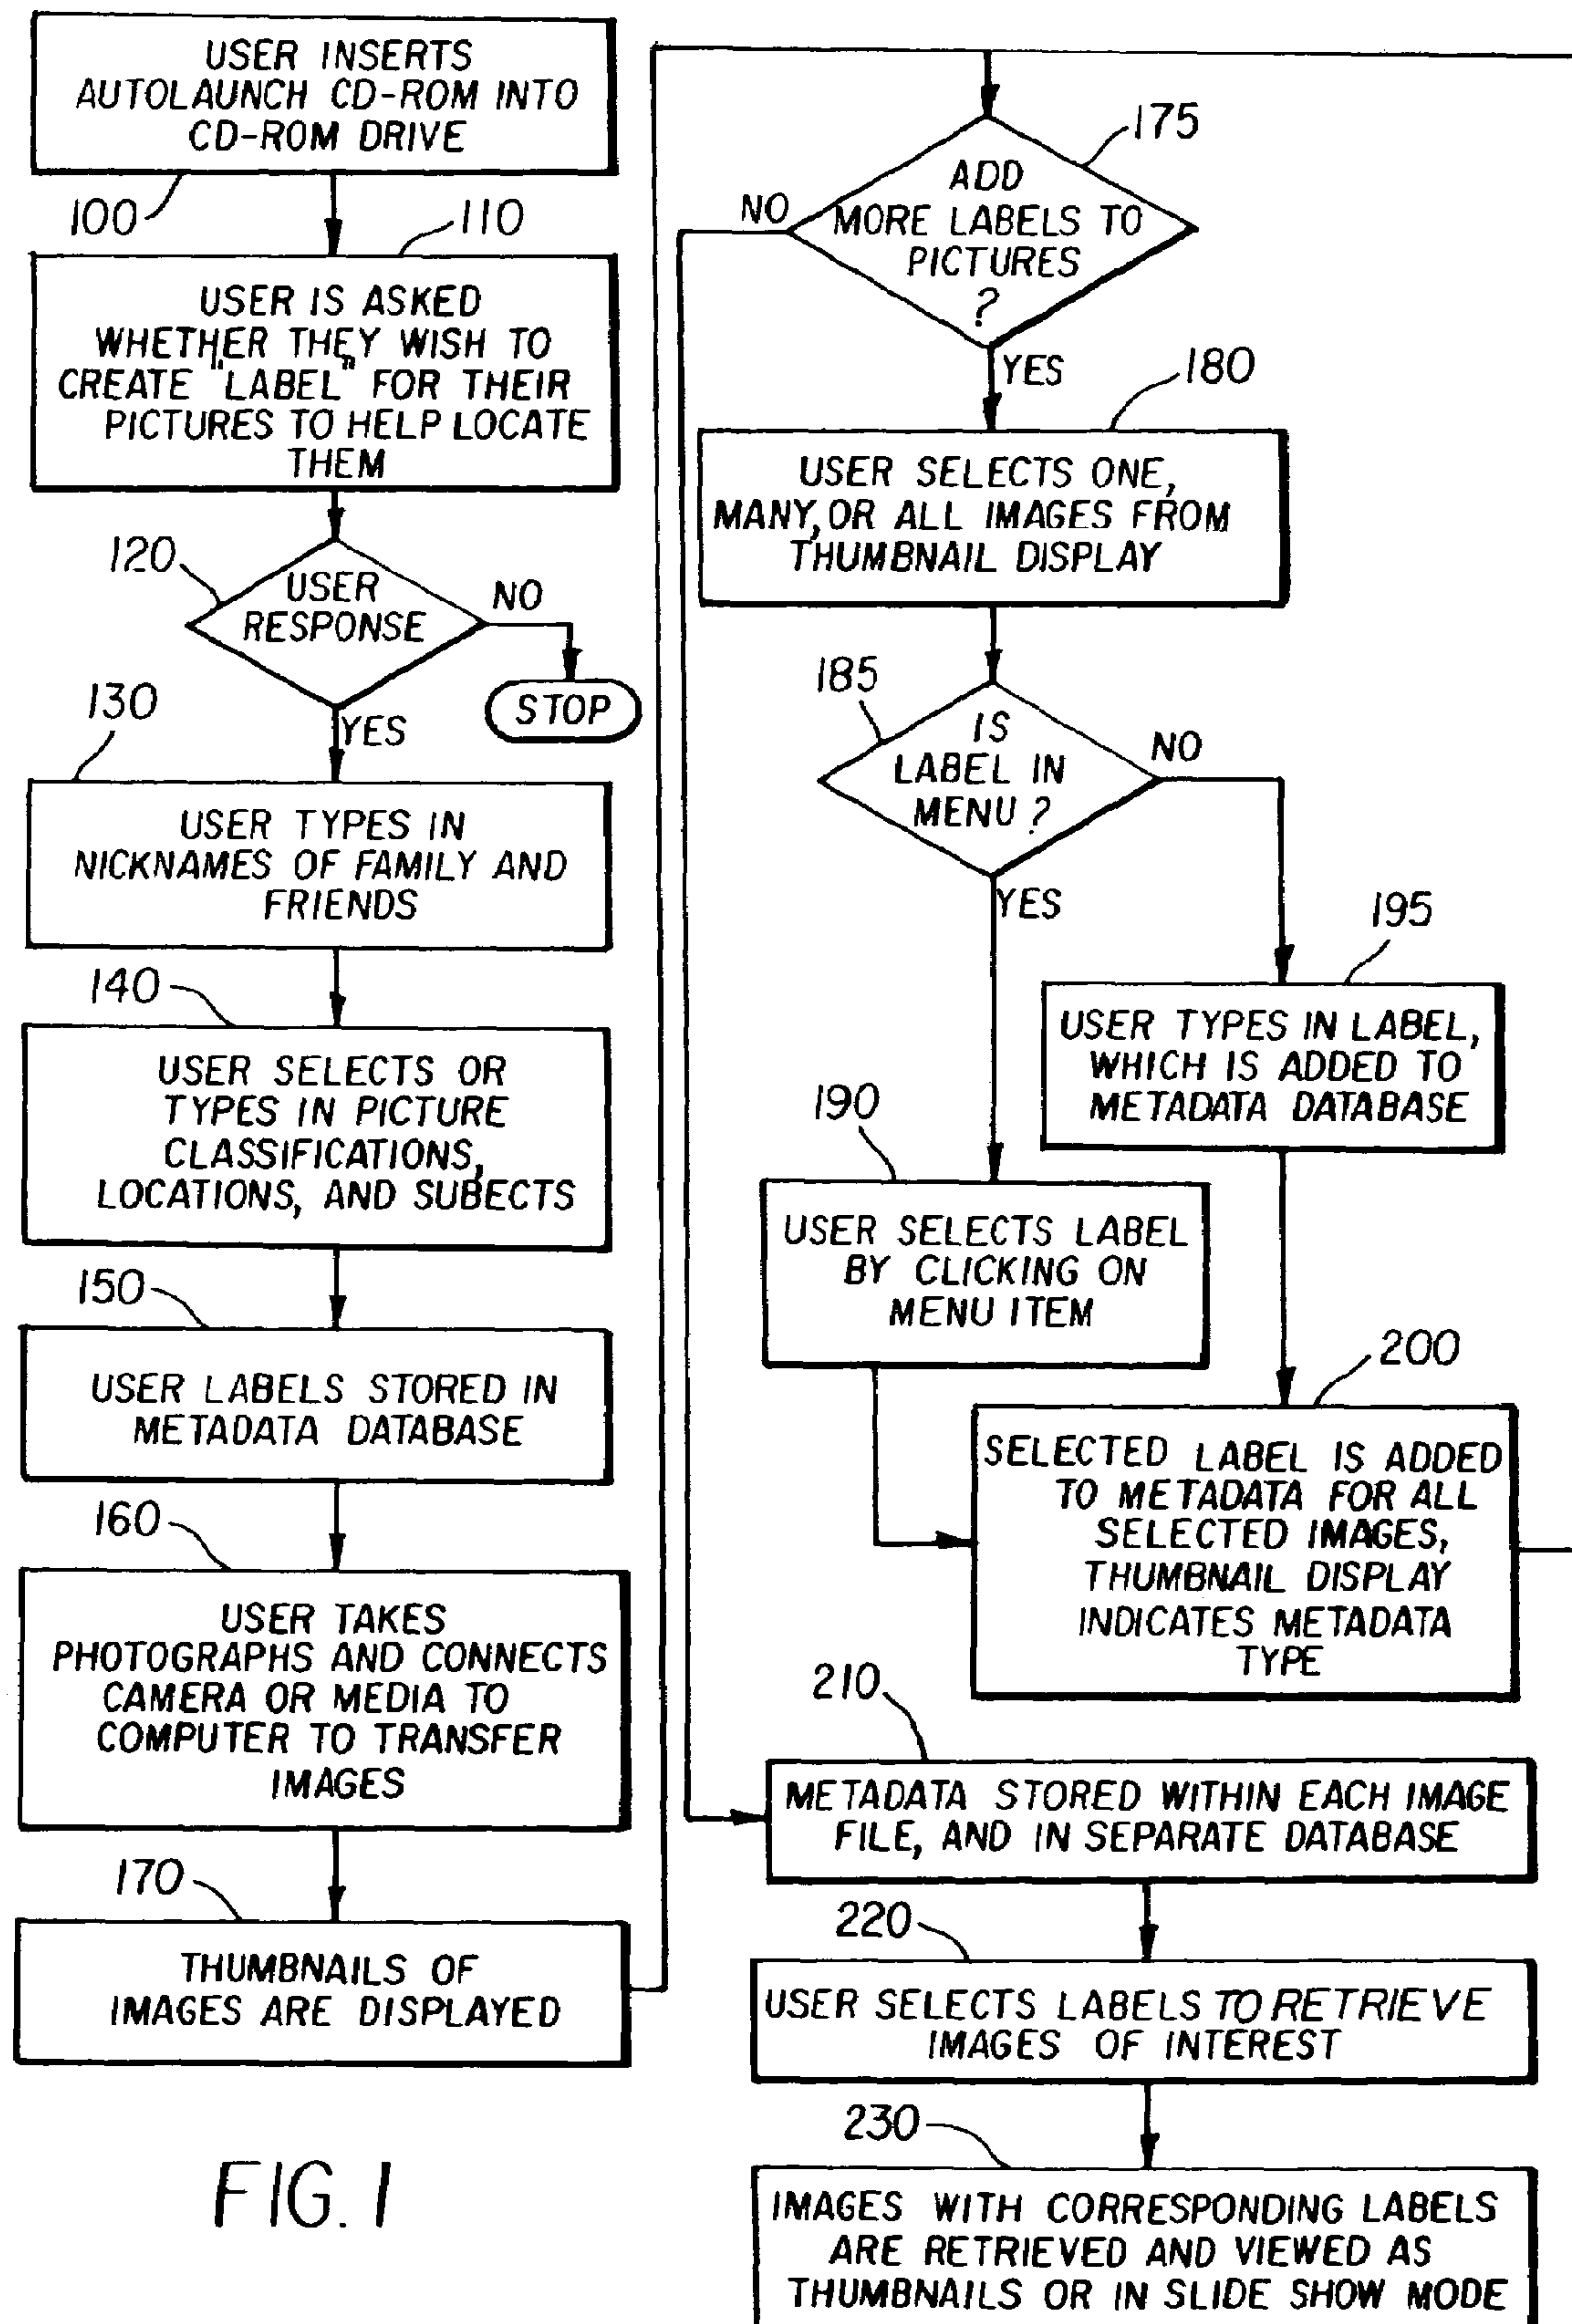 USER INSERTS
AUTOLAUNCH CD-ROM INTO
CD-ROM DRIVE
100
110
USER IS ASKED
WHETHER THEY WISH TO
CREATE "LABEL" FOR THEIR
PICTURES TO HELP LOCATE
THEM
120
USER
RESPONSE
NO
STOP
YES
130
USER TYPES IN
NICKNAMES OF FAMILY AND
FRIENDS
140
USER SELECTS OR
TYPES IN PICTURE
CLASSIFICATIONS,
LOCATIONS, AND SUBECTS
150
USER LABELS STORED IN
METADATA DATABASE
160
USER TAKES
PHOTOGRAPHS AND CONNECTS
CAMERA OR MEDIA TO
COMPUTER TO TRANSFER
IMAGES
170
THUMBNAILS OF
IMAGES ARE DISPLAYED
FIG. 1
175
ADD
MORE LABELS TO
PICTURES
?
NO
YES
180
USER SELECTS ONE,
MANY, OR ALL IMAGES FROM
THUMBNAIL DISPLAY
185
IS
LABEL IN
MENU ?
NO
YES
195
USER TYPES IN LABEL,
WHICH IS ADDED TO
METADATA DATABASE
190
USER SELECTS LABEL
BY CLICKING ON
MENU ITEM
200
SELECTED LABEL IS ADDED
TO METADATA FOR ALL
SELECTED IMAGES,
THUMBNAIL DISPLAY
INDICATES METADATA
TYPE
210
METADATA STORED WITHIN EACH IMAGE
FILE, AND IN SEPARATE DATABASE
220
USER SELECTS LABELS TO RETRIEVE
IMAGES OF INTEREST
230
IMAGES WITH CORRESPONDING LABELS
ARE RETRIEVED AND VIEWED AS
THUMBNAILS OR IN SLIDE SHOW MODE